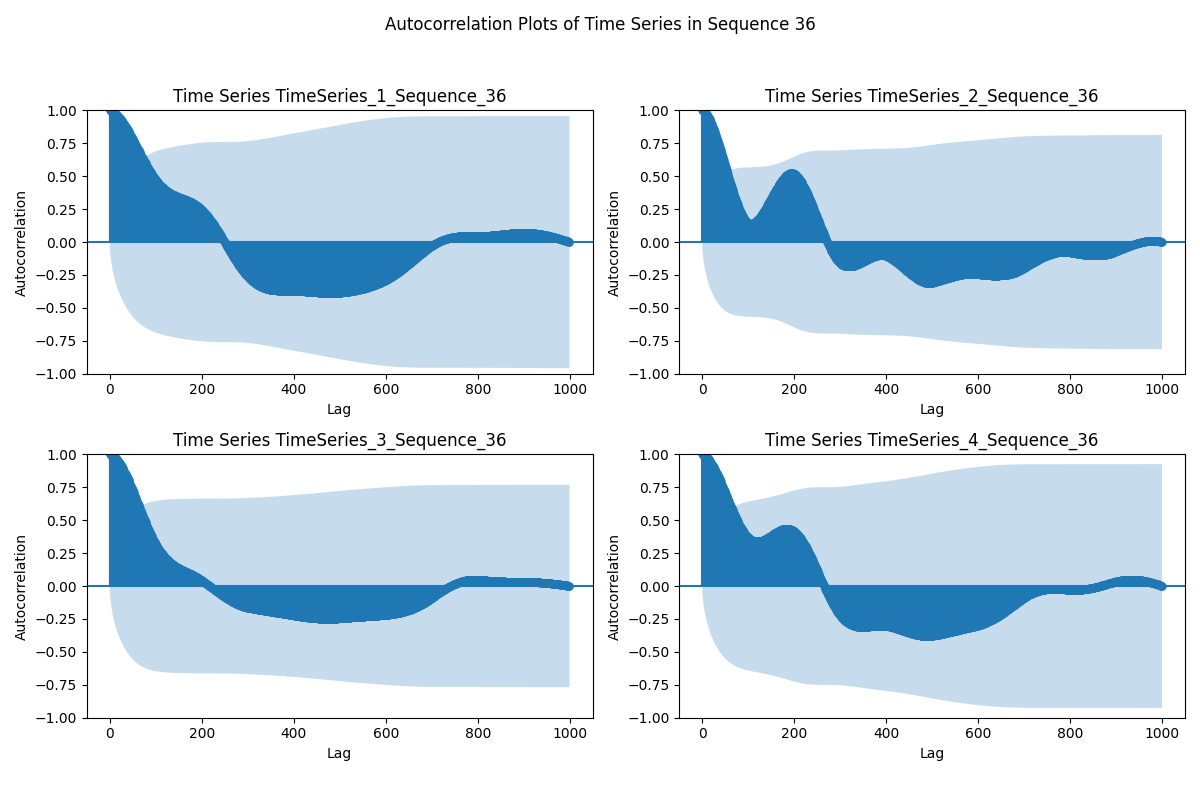 Autocorrelation Plots of Time Series in Sequence 36
Time Series TimeSeries_1_Sequence_36
1.00
0.75
0.50
0.25
0.00
−0.25
−0.50
−0.75
−1.00
Autocorrelation
0 200 400 600 800 1000
Lag
Time Series TimeSeries_2_Sequence_36
1.00
0.75
0.50
0.25
0.00
−0.25
−0.50
−0.75
−1.00
Autocorrelation
0 200 400 600 800 1000
Lag
Time Series TimeSeries_3_Sequence_36
1.00
0.75
0.50
0.25
0.00
−0.25
−0.50
−0.75
−1.00
Autocorrelation
0 200 400 600 800 1000
Lag
Time Series TimeSeries_4_Sequence_36
1.00
0.75
0.50
0.25
0.00
−0.25
−0.50
−0.75
−1.00
Autocorrelation
0 200 400 600 800 1000
Lag